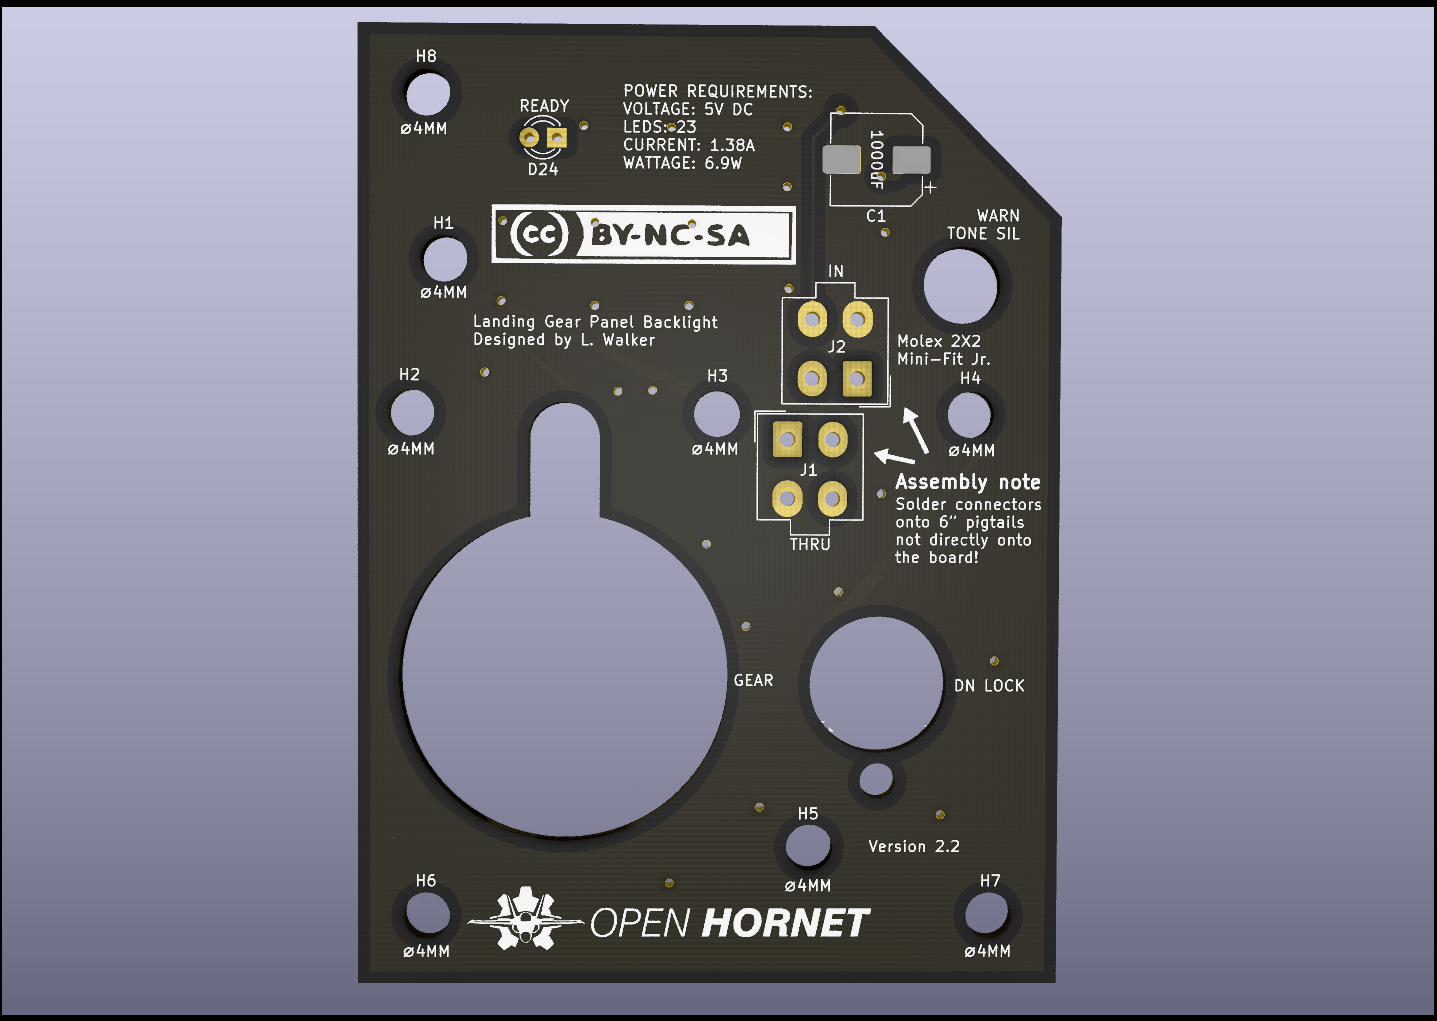 H8
ø4MM
READY
D24
POWER REQUIREMENTS:
VOLTAGE: 5V DC
LEDS: 23
CURRENT: 1.38A
WATTAGE: 6.9W
1000uF
+
C1
WARN
TONE SIL
H1
ø4MM
cc BY-NC-SA
IN
Landing Gear Panel Backlight
Designed by L. Walker
J2
Molex 2X2
Mini-Fit Jr.
H2
ø4MM
H3
ø4MM
H4
ø4MM
J1
THRU
Assembly note
Solder connectors
onto 6" pigtails
not directly onto
the board!
GEAR
DN LOCK
H5
ø4MM
Version 2.2
H6
ø4MM
OPEN HORNET
H7
ø4MM